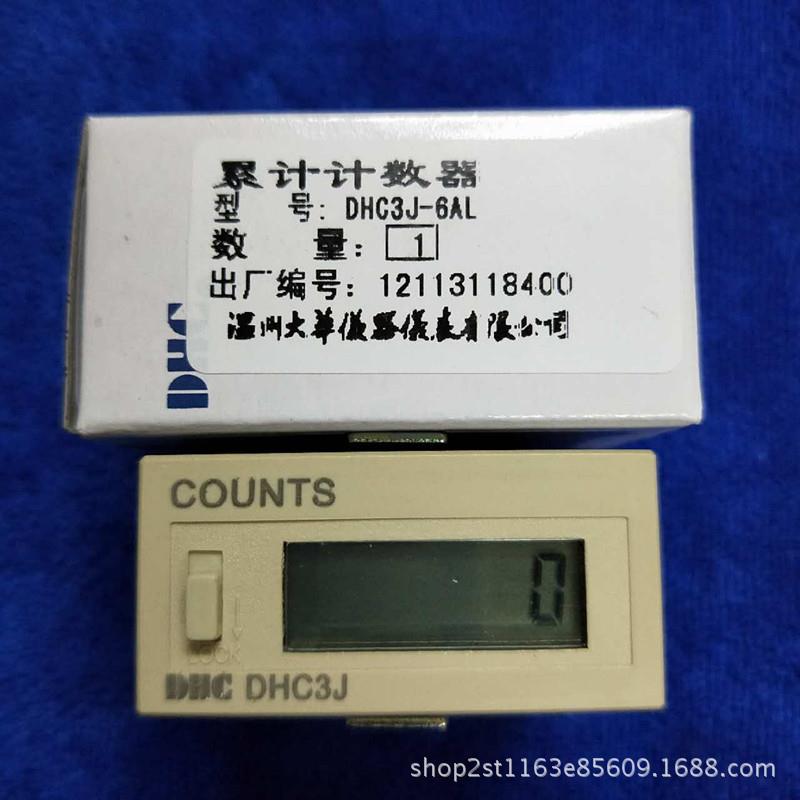 累计计数器
型 号: DHC3J-6AL
数 量: 1
出厂编号: 12113118400
温州大华仪器仪表有限公司
DHC
COUNTS
0
LOCK
DHC DHC3J
shop2st1163e85609.1688.com